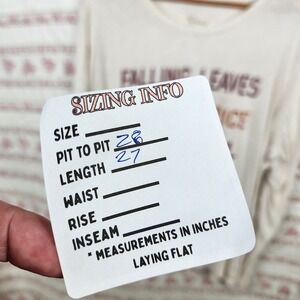 SIZING INFO
SIZE
PIT TO PIT 28
LENGTH 27
WAIST
RISE
INSEAM
* MEASUREMENTS IN INCHES
LAYING FLAT
FALLING LEAVES